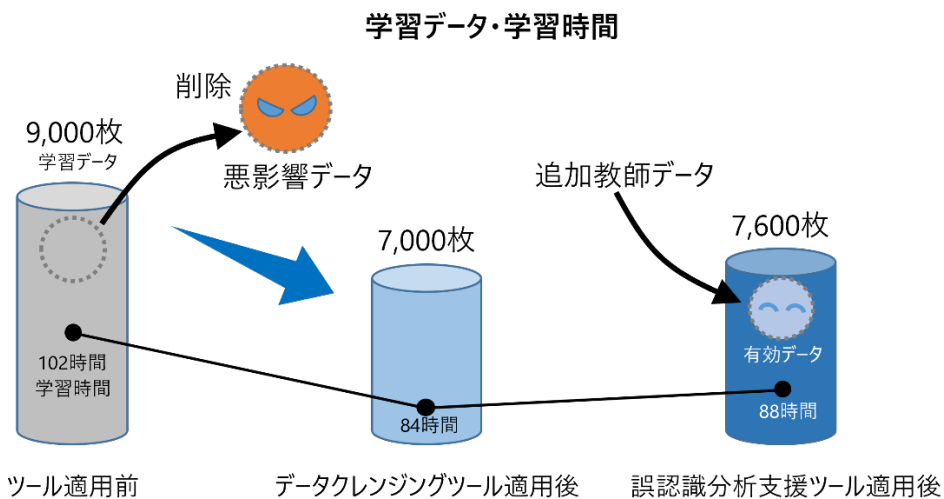 学習データ・学習時間
削除
9,000枚
学習データ
悪影響データ
追加教師データ
7,000枚
7,600枚
102時間
学習時間
有効データ
84時間
88時間
ツール適用前
データクレンジングツール適用後
誤認識分析支援ツール適用後